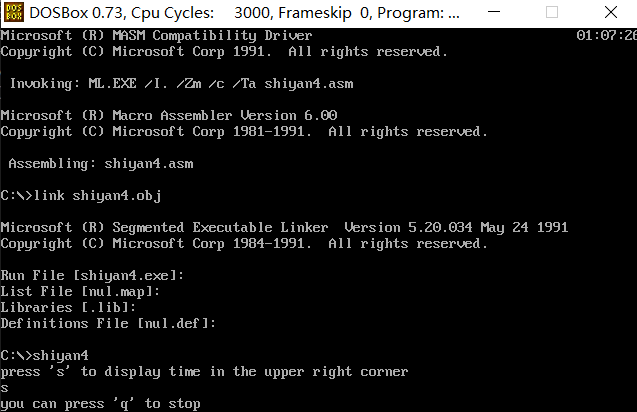 DOSBox 0.73, Cpu Cycles: 3000, Frameskip 0, Program: ...
Microsoft (R) MASM Compatibility Driver 01:07:26
Copyright (C) Microsoft Corp 1991. All rights reserved.
Invoking: ML.EXE /I. /Zm /c /Ta shiyan4.asm
Microsoft (R) Macro Assembler Version 6.00
Copyright (C) Microsoft Corp 1981-1991. All rights reserved.
Assembling: shiyan4.asm
C:\>link shiyan4.obj
Microsoft (R) Segmented Executable Linker Version 5.20.034 May 24 1991
Copyright (C) Microsoft Corp 1984-1991. All rights reserved.
Run File [shiyan4.exe]:
List File [nul.map]:
Libraries [.lib]:
Definitions File [nul.def]:
C:\>shiyan4
press 's' to display time in the upper right corner
s
you can press 'q' to stop